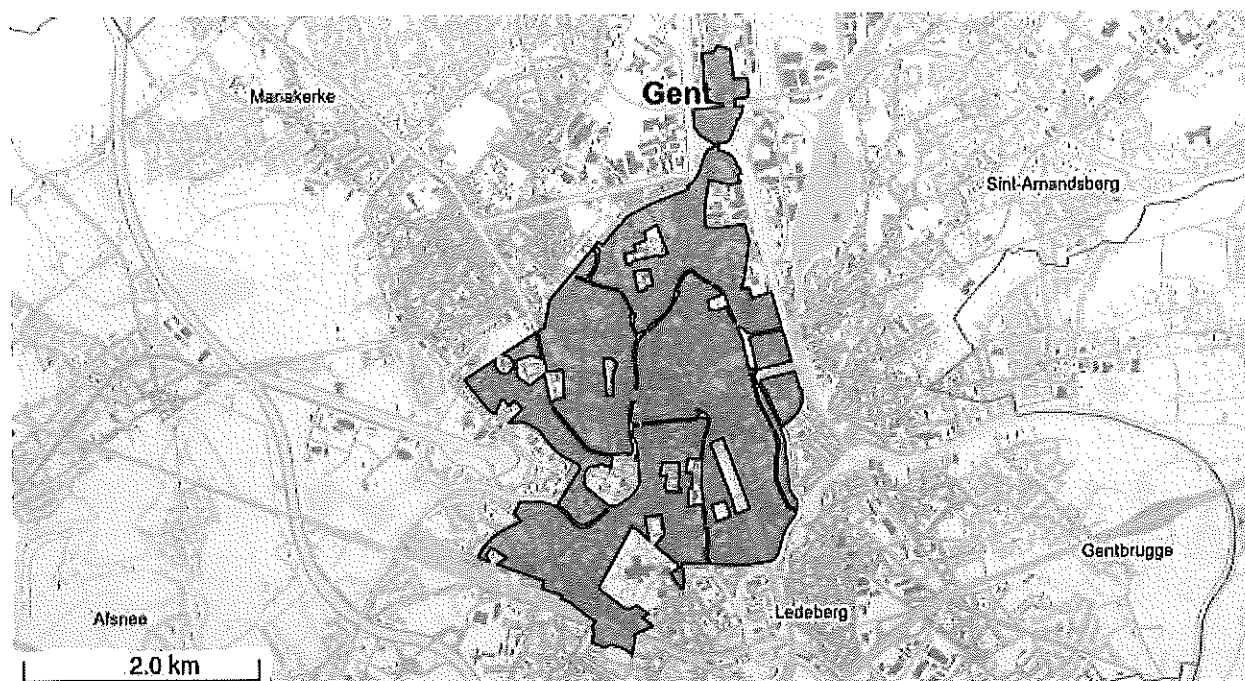 Gent
Mariakerke
Sint-Amandsberg
Gentbrugge
Ledeberg
Afsnee
2.0 km